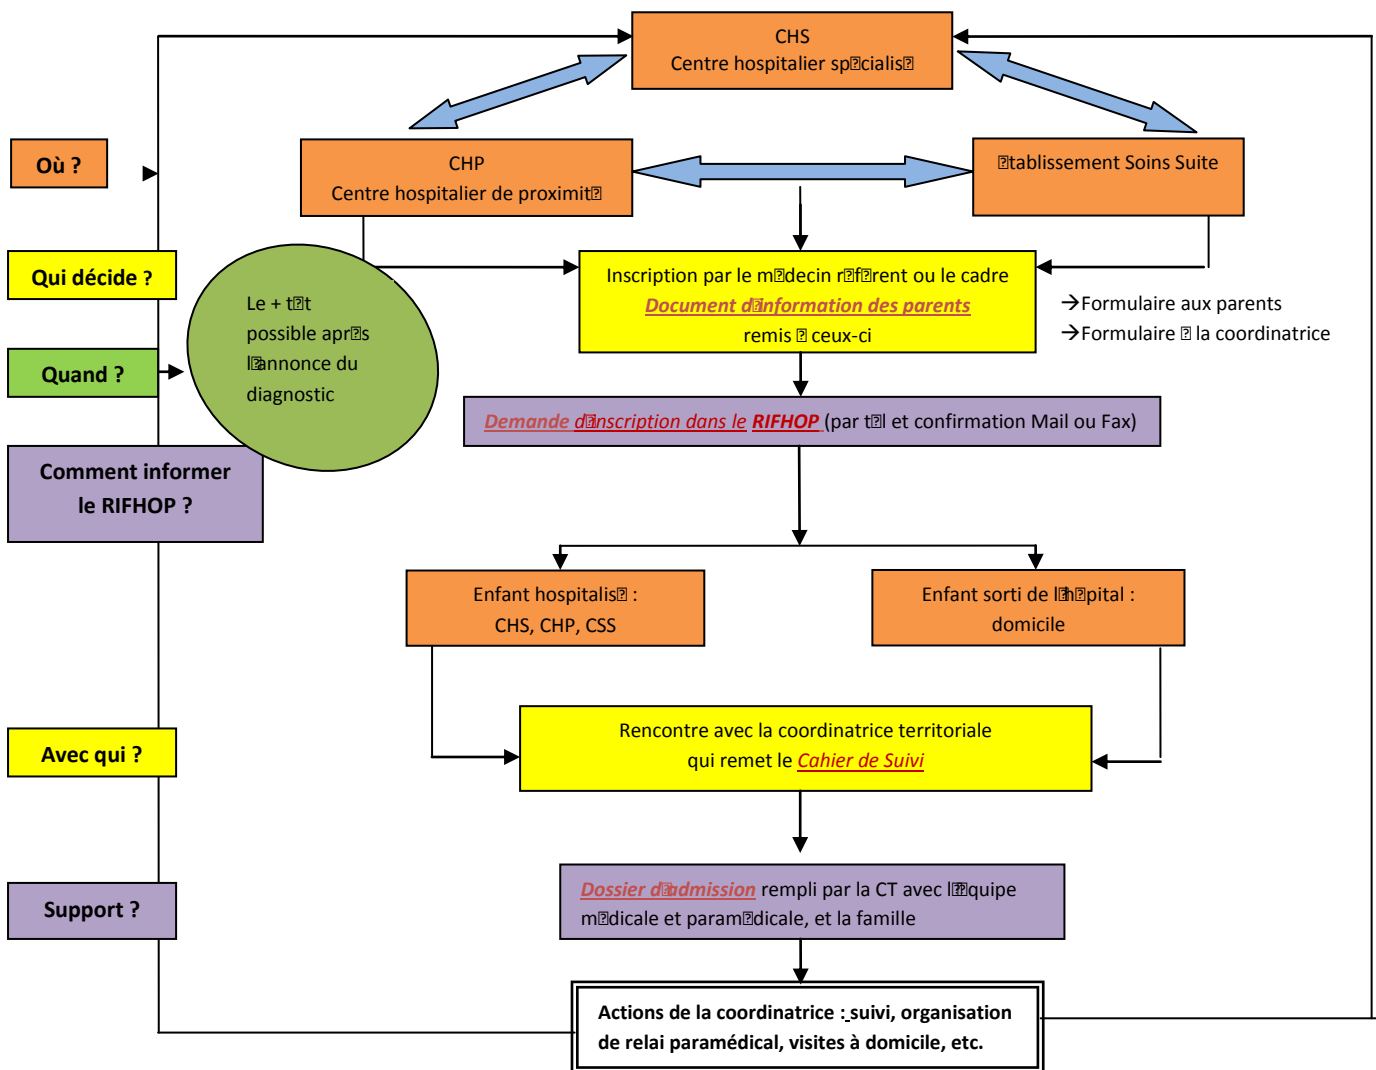 CHS
Centre hospitalier sp⍰cialis⍰
Où ?
CHP
Centre hospitalier de proximit⍰
⍰tablissement Soins Suite
Qui décide ?
Inscription par le m⍰decin r⍰f⍰rent ou le cadre
Document d⍰information des parents
remis ⍰ ceux-ci
→Formulaire aux parents
→Formulaire ⍰ la coordinatrice
Quand ?
Le + t⍰t
possible apr⍰s
l⍰annonce du
diagnostic
Comment informer
le RIFHOP ?
Demande d⍰inscription dans le RIFHOP (par t⍰l et confirmation Mail ou Fax)
Enfant hospitalis⍰ :
CHS, CHP, CSS
Enfant sorti de l⍰h⍰pital :
domicile
Avec qui ?
Rencontre avec la coordinatrice territoriale
qui remet le Cahier de Suivi
Support ?
Dossier d⍰admission rempli par la CT avec l⍰⍰quipe
m⍰dicale et param⍰dicale, et la famille
Actions de la coordinatrice : suivi, organisation
de relai paramédical, visites à domicile, etc.